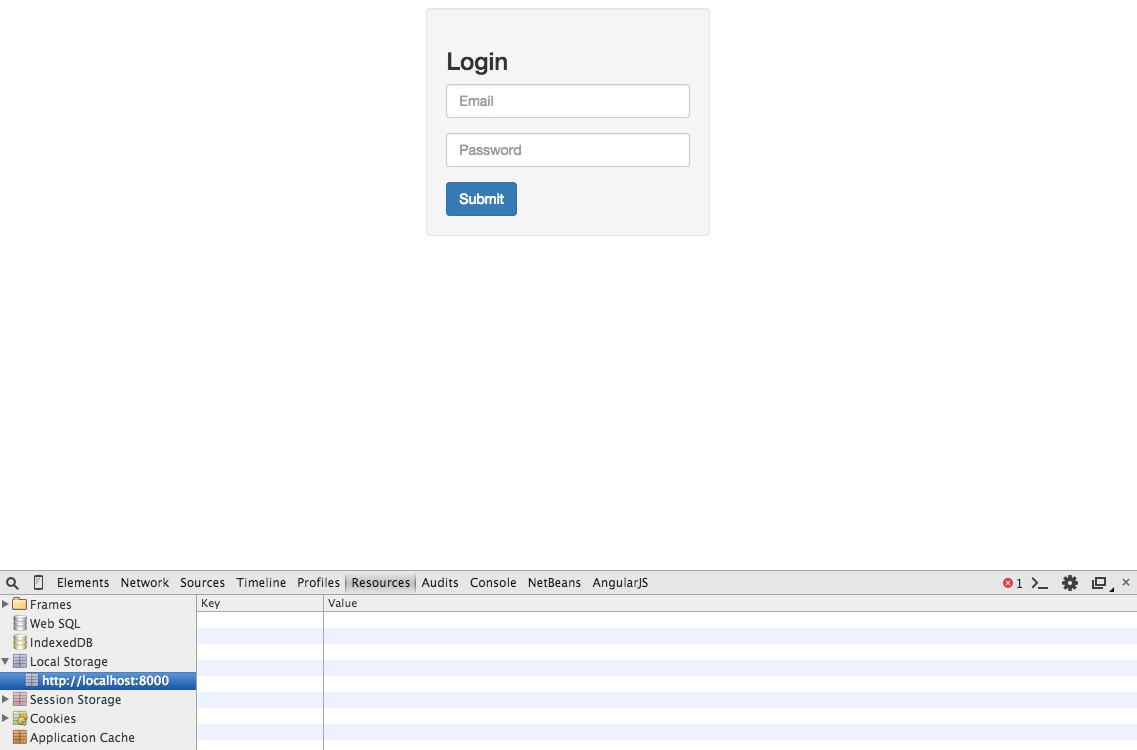 Login
Email
Password
Submit
Elements Network Sources Timeline Profiles Resources Audits Console NetBeans AngularJS 1
Frames
Key Value
Web SQL
IndexedDB
Local Storage
http://localhost:8000
Session Storage
Cookies
Application Cache